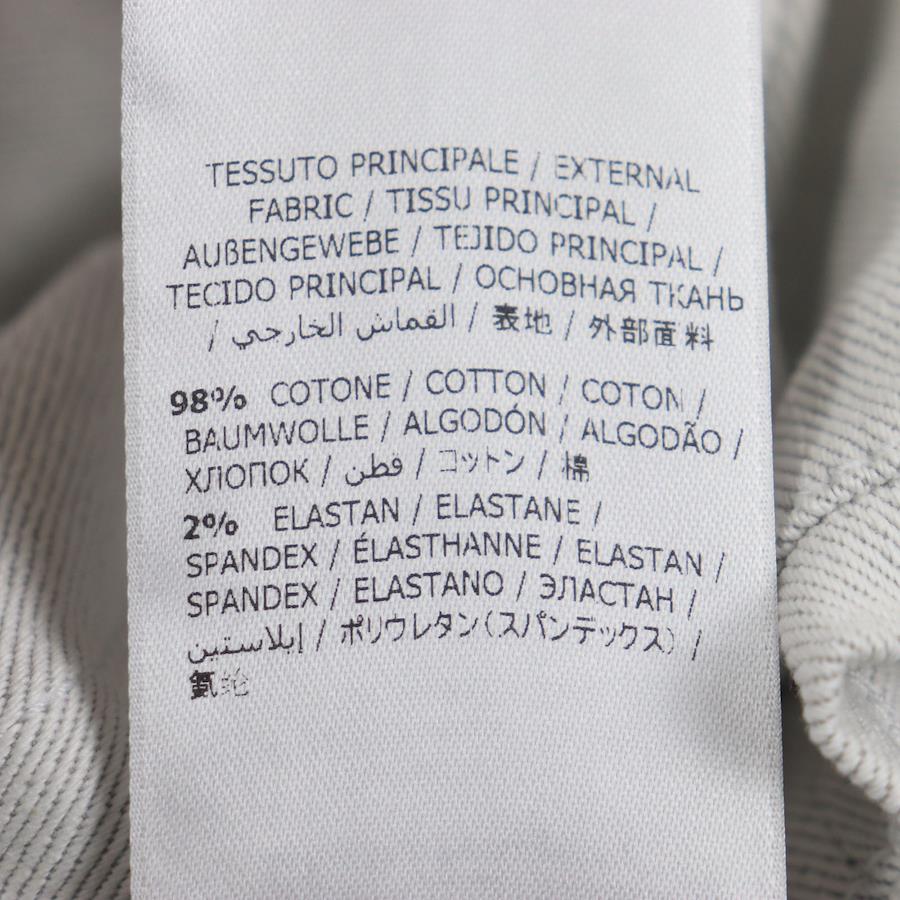 TESSUTO PRINCIPALE / EXTERNAL
FABRIC / TISSU PRINCIPAL /
AUßENGEWEBE / TEJIDO PRINCIPAL /
TECIDO PRINCIPAL / ОСНОВНАЯ ТКАНЬ
/ القماش الخارجي / 表地 / 外部面料
98% COTONE / COTTON / COTON /
BAUMWOLLE / ALGODÓN / ALGODÃO /
ХЛОПОК / قطن / コットン / 棉
2% ELASTAN / ELASTANE /
SPANDEX / ÉLASTHANNE / ELASTAN /
SPANDEX / ELASTANO / ЭЛАСТАН /
إيلاستين / ポリウレタン(スパンデックス) /
氨纶